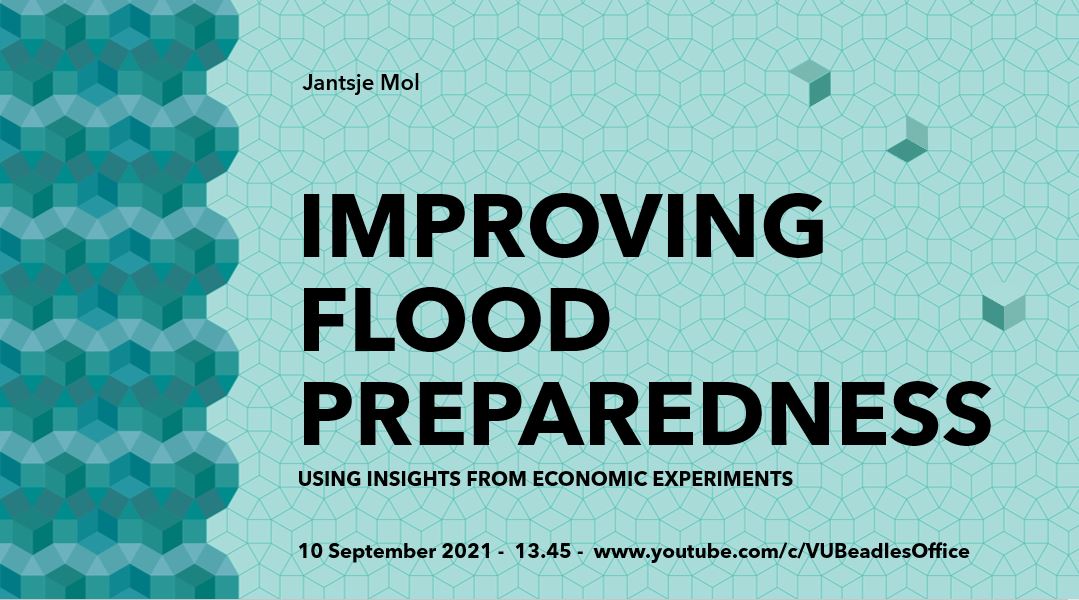 Jantsje Mol
IMPROVING
FLOOD
PREPAREDNESS
USING INSIGHTS FROM ECONOMIC EXPERIMENTS
10 September 2021 - 13.45 - www.youtube.com/c/VUBeadlesOffice